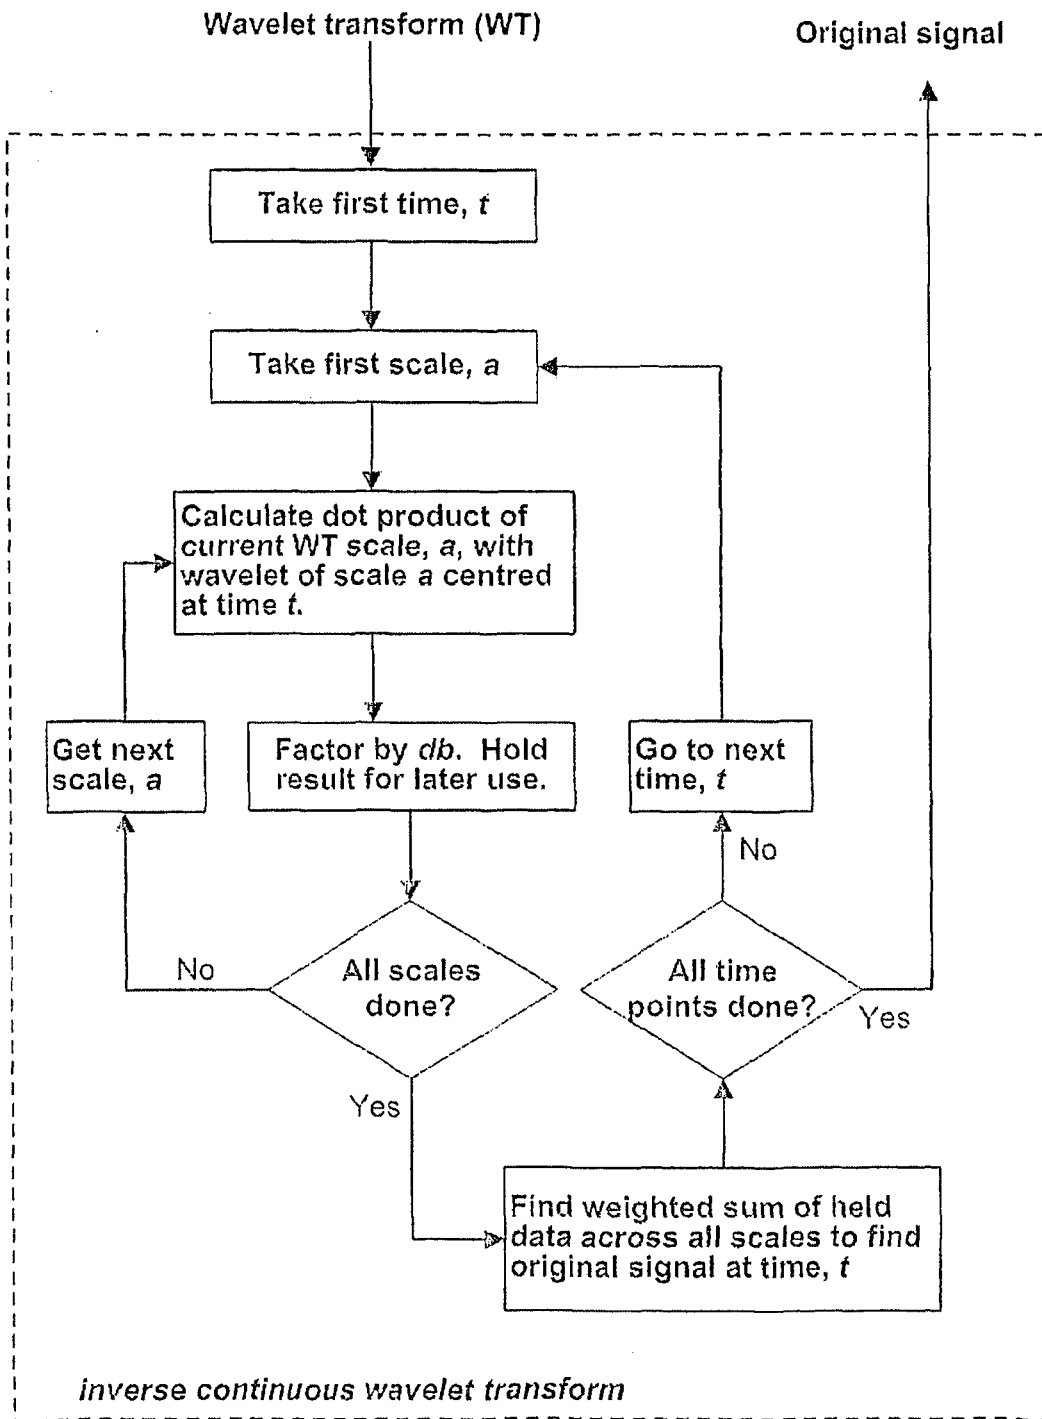 Wavelet transform (WT)
Original signal
Take first time, t
Take first scale, a
Calculate dot product of
current WT scale, a, with
wavelet of scale a centred
at time t.
Get next
scale, a
Factor by db. Hold
result for later use.
Go to next
time, t
No
No
All scales
done?
All time
points done?
Yes
Yes
Find weighted sum of held
data across all scales to find
original signal at time, t
inverse continuous wavelet transform